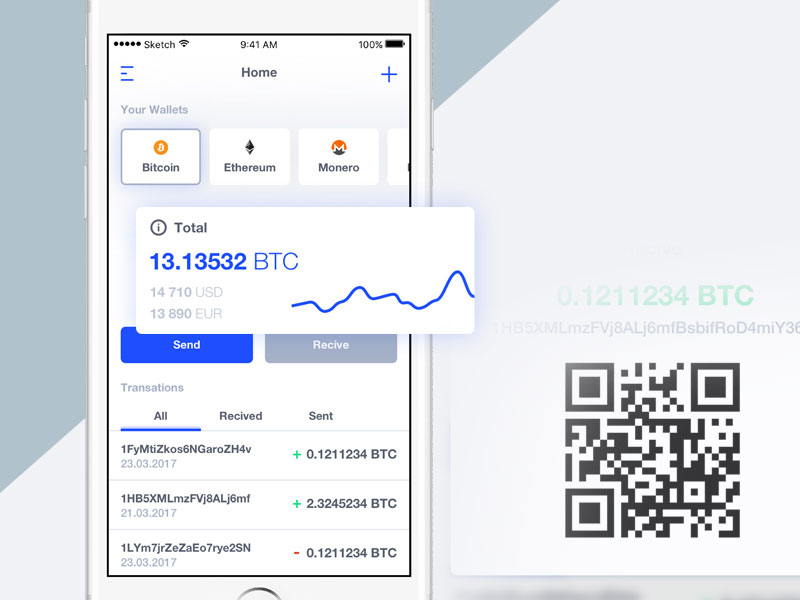 Sketch 9:41 AM 100%
Home
Your Wallets
Bitcoin Ethereum Monero
Total
13.13532 BTC
14 710 USD
13 890 EUR
Send Recive
Transations
All Recived Sent
1FyMtiZkos6NGaroZH4v
+ 0.1211234 BTC
23.03.2017
1HB5XMLmzFVj8ALj6mf
+ 2.3245234 BTC
21.03.2017
1LYm7jrZeZaEo7rye2SN
- 0.1211234 BTC
23.03.2017
0.1211234 BTC
1HB5XMLmzFVj8ALj6mfBsbifRoD4miY36